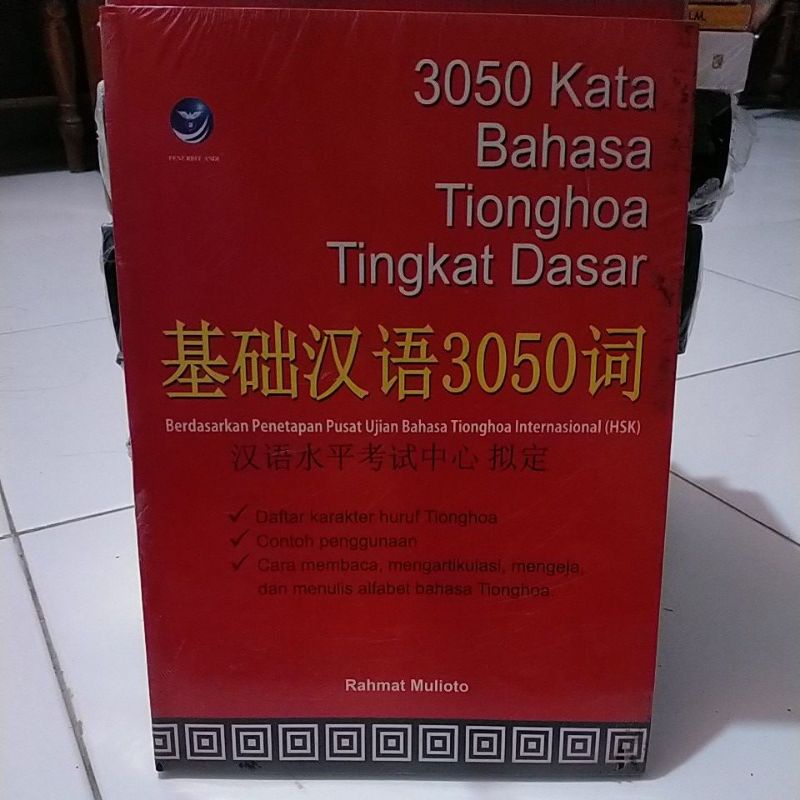 3050 Kata
Bahasa
Tionghoa
Tingkat Dasar
PENERBIT ANDI
基础汉语3050词
Berdasarkan Penetapan Pusat Ujian Bahasa Tionghoa Internasional (HSK)
汉语水平考试中心 拟定
Daftar karakter huruf Tionghoa
Contoh penggunaan
Cara membaca, mengartikulasi, mengeja,
dan menulis alfabet bahasa Tionghoa.
Rahmat Mulioto